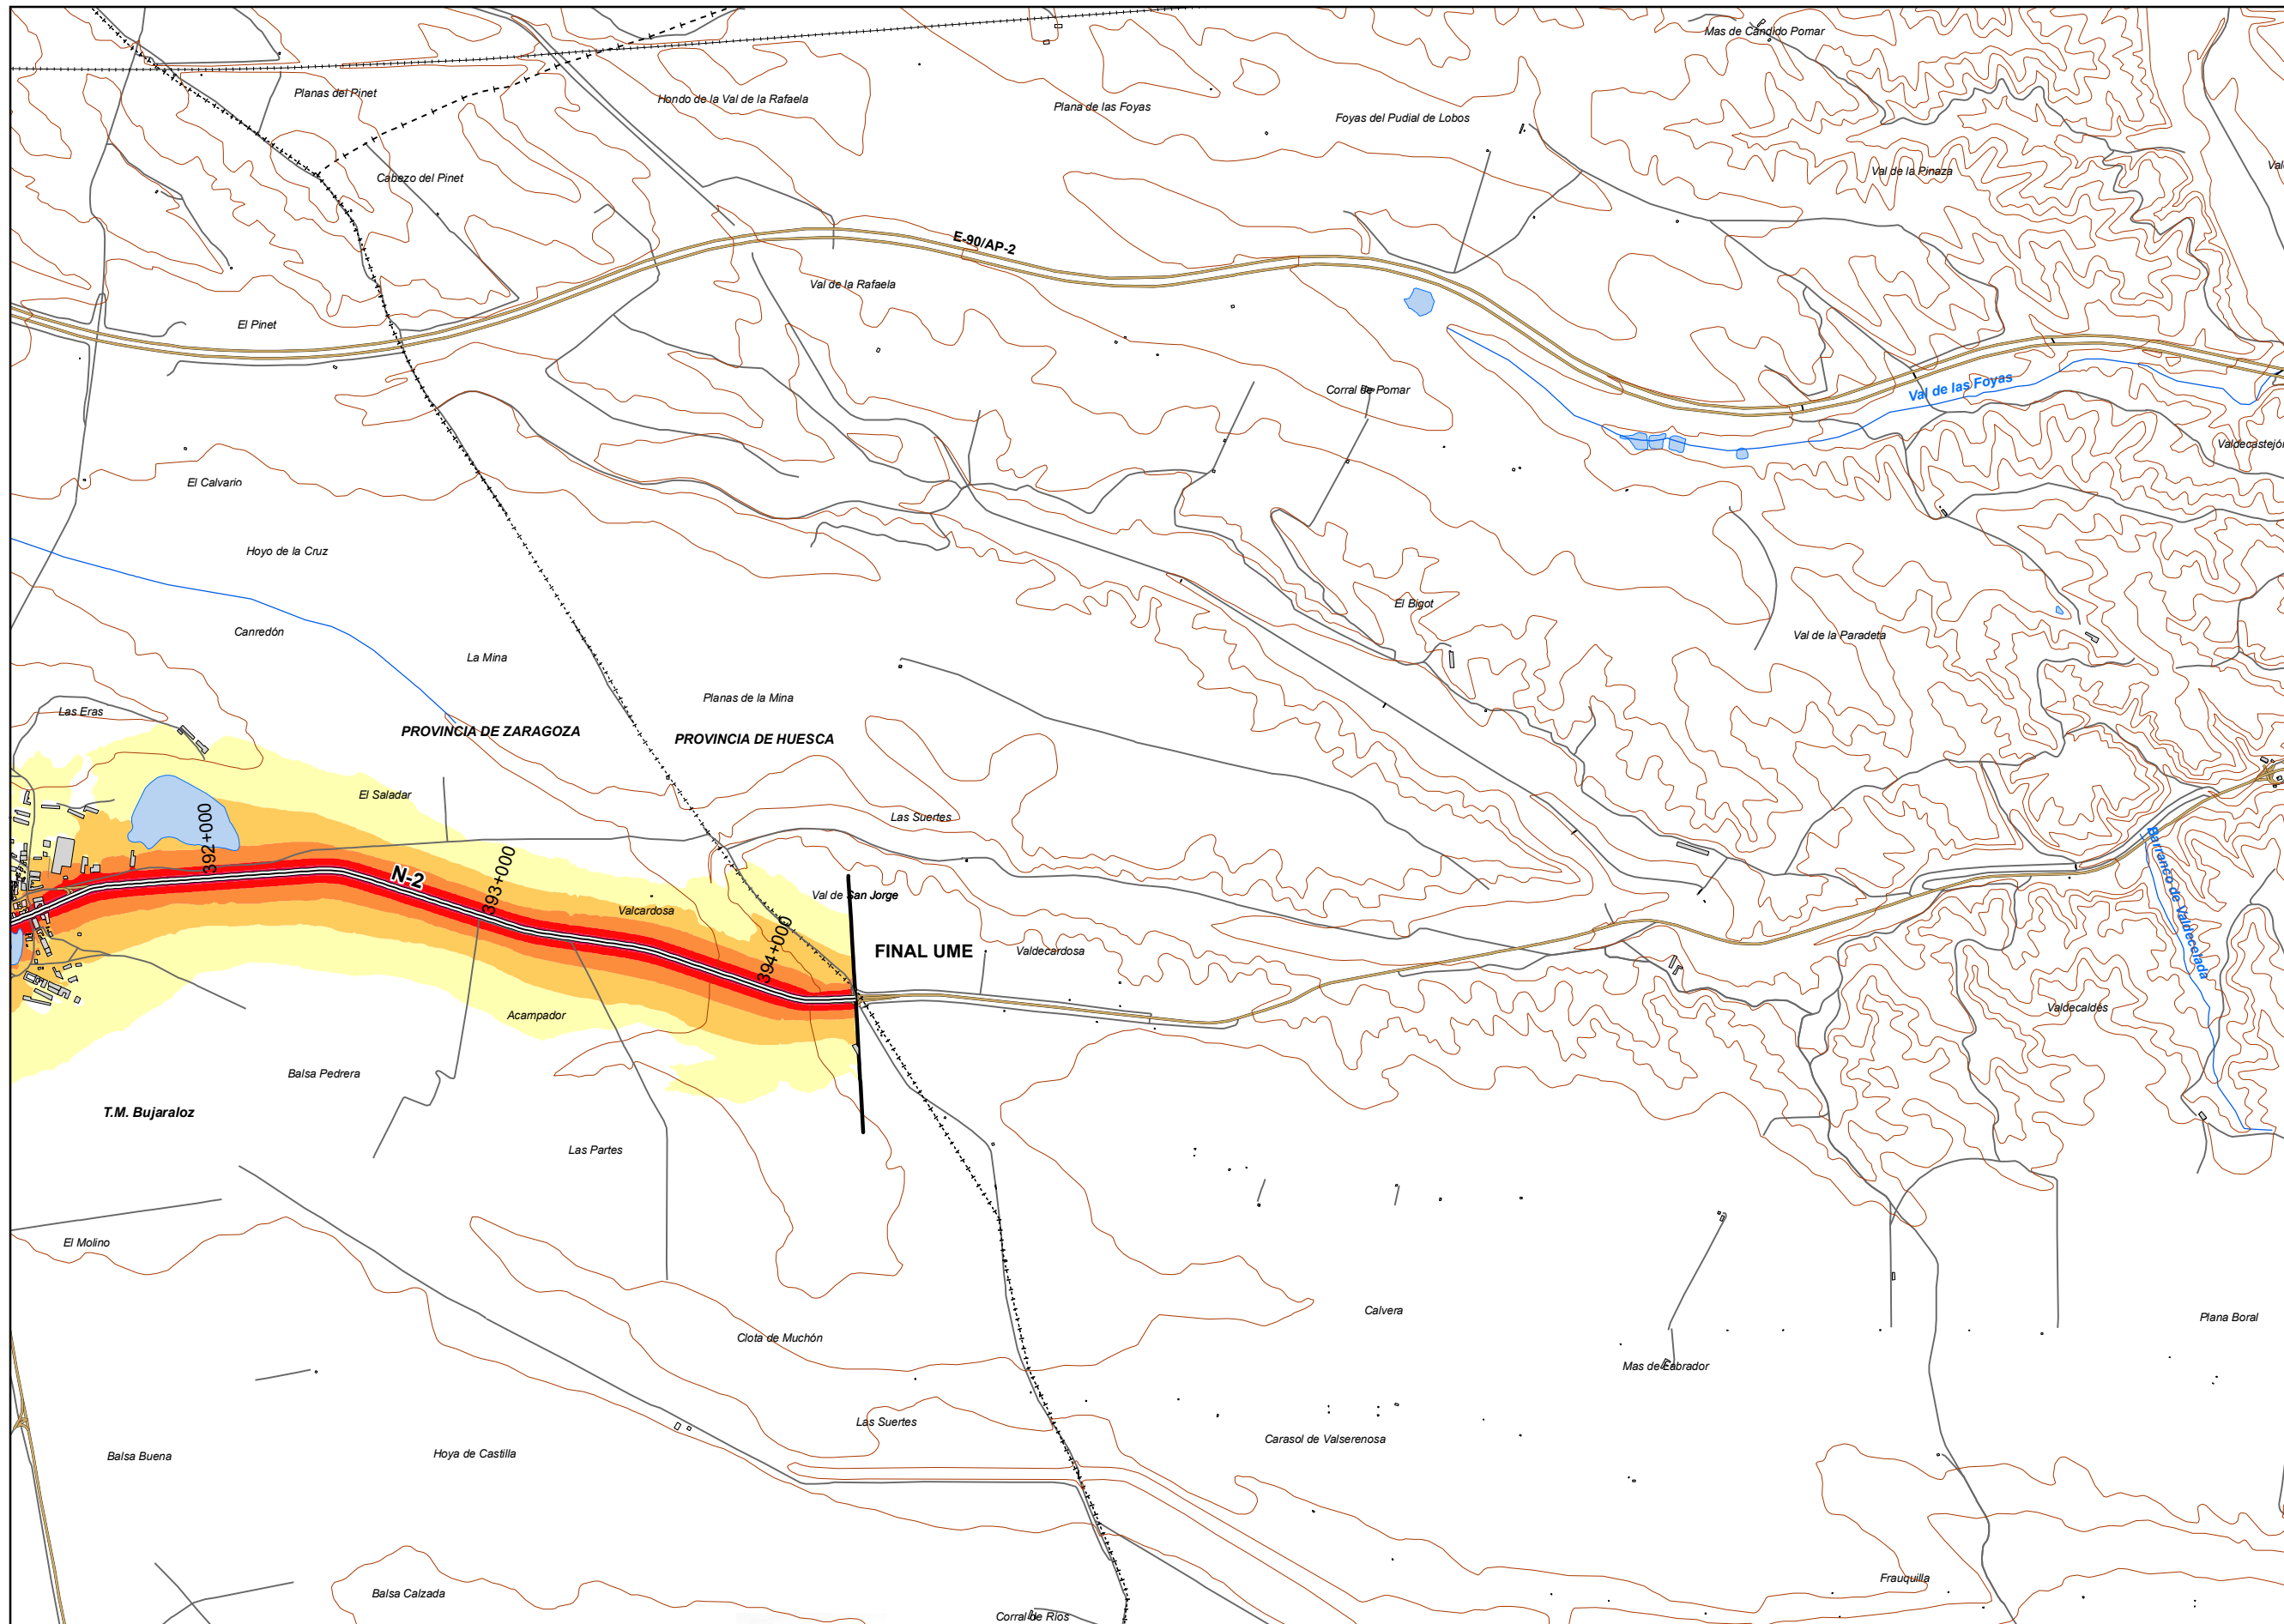 Mas de Cándido Pomar
Planas del Pinet
Hondo de la Val de la Rafaela
Plana de las Foyas
Foyas del Pudial de Lobos
Val de la Pinaza
Cabezo del Pinet
E-90/AP-2
Val de la Rafaela
El Pinet
Corral de Pomar
Val de las Foyas
Valdecastejón
El Calvario
Hoyo de la Cruz
Canredón
El Bigot
Val de la Paradeta
La Mina
Planas de la Mina
Las Eras
PROVINCIA DE ZARAGOZA
PROVINCIA DE HUESCA
El Saladar
Las Suertes
392+000
N-2
393+000
Valcardosa
Val de San Jorge
394+000
FINAL UME
Valdecardosa
Barranco de Valdecelada
Valdecaldés
Acampador
Balsa Pedrera
T.M. Bujaraloz
Las Partes
El Molino
Clota de Muchón
Calvera
Plana Boral
Mas de Labrador
Las Suertes
Carasol de Valserenosa
Balsa Buena
Hoya de Castilla
Balsa Calzada
Frauquilla
Corral de Rios